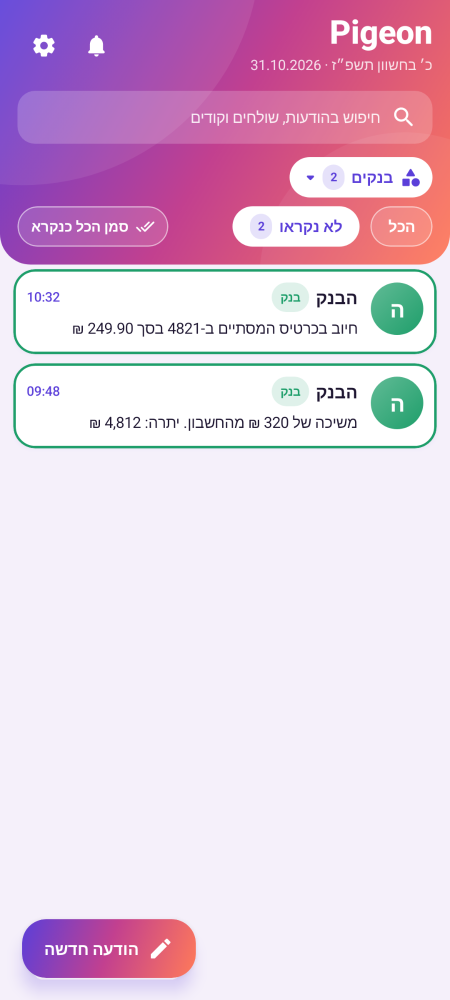 Pigeon
כ׳ בחשוון תשפ״ז · 31.10.2026
חיפוש בהודעות, שולחים וקודים
בנקים 2
הכל
לא נקראו 2
סמן הכל כנקרא
ה
הבנק בנק 10:32
חיוב בכרטיס המסתיים ב-4821 בסך 249.90 ₪
ה
הבנק בנק 09:48
משיכה של 320 ₪ מהחשבון. יתרה: 4,812 ₪
הודעה חדשה